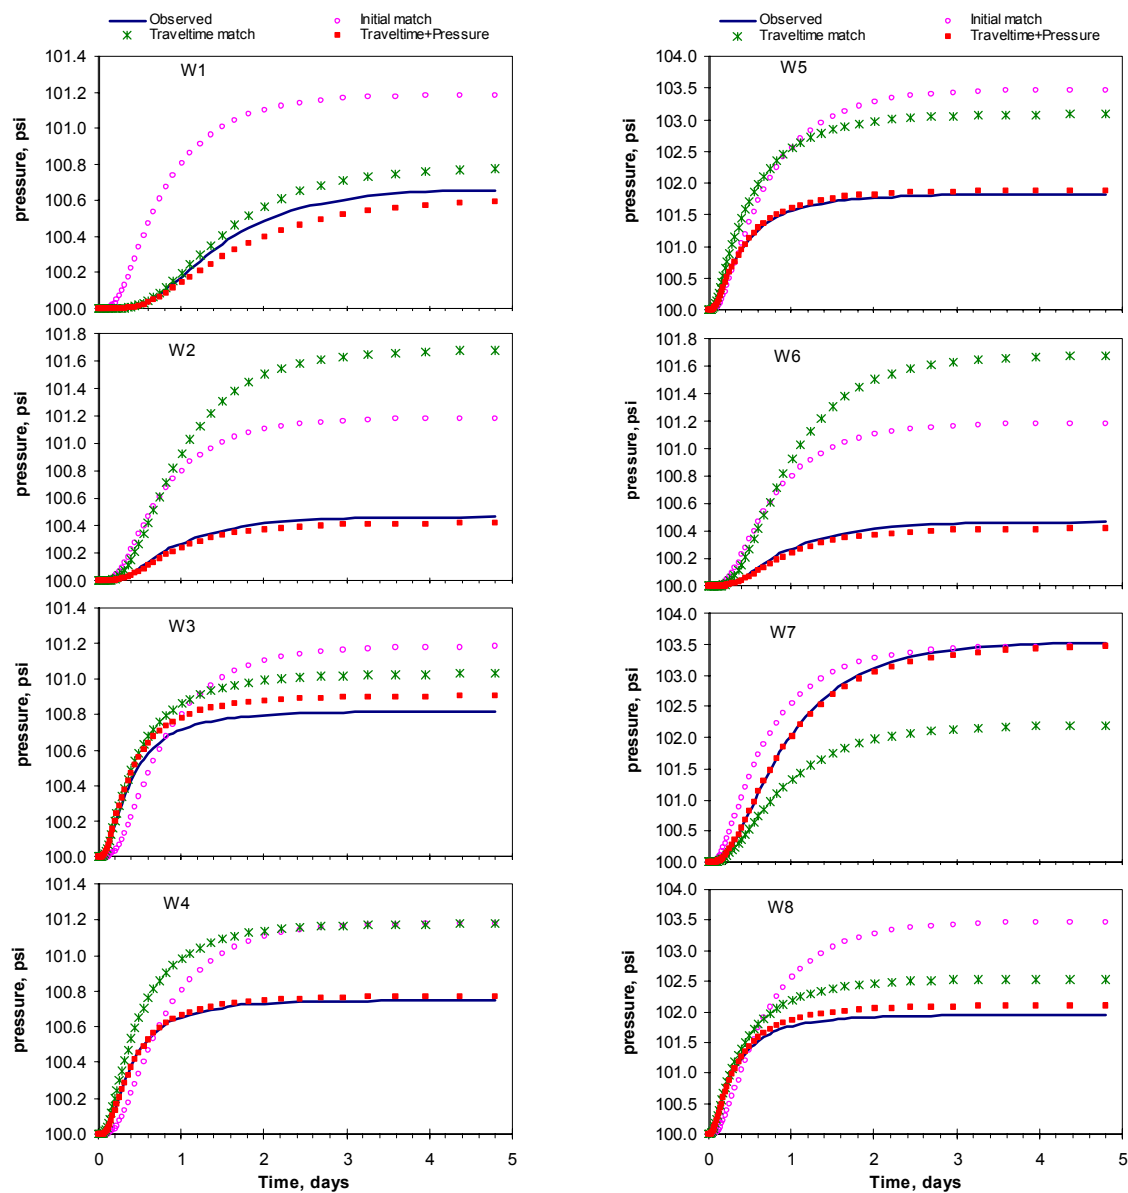 Observed
Initial match
Traveltime match
Traveltime+Pressure
W1
pressure, psi
101.4
101.2
101.0
100.8
100.6
100.4
100.2
100.0
W2
pressure, psi
101.8
101.6
101.4
101.2
101.0
100.8
100.6
100.4
100.2
100.0
W3
pressure, psi
101.4
101.2
101.0
100.8
100.6
100.4
100.2
100.0
W4
pressure, psi
101.4
101.2
101.0
100.8
100.6
100.4
100.2
100.0
0 1 2 3 4 5
Time, days
Observed
Initial match
Traveltime match
Traveltime+Pressure
W5
pressure, psi
104.0
103.5
103.0
102.5
102.0
101.5
101.0
100.5
100.0
W6
pressure, psi
101.8
101.6
101.4
101.2
101.0
100.8
100.6
100.4
100.2
100.0
W7
pressure, psi
104.0
103.5
103.0
102.5
102.0
101.5
101.0
100.5
100.0
W8
pressure, psi
104.0
103.5
103.0
102.5
102.0
101.5
101.0
100.5
100.0
0 1 2 3 4 5
Time, days